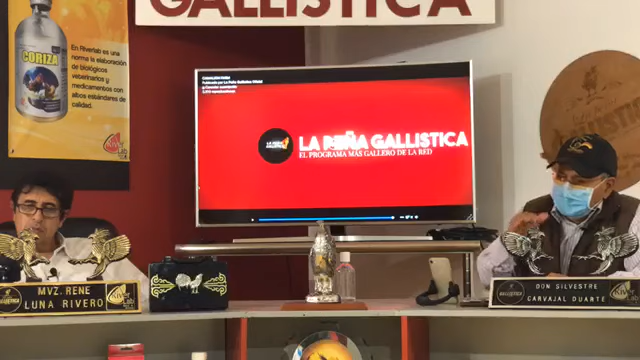 GALLISTICA
CORIZA
En Riverlab es una
norma la elaboración
de biológicos
veterinarios y
medicamentos con
altos estándares de
calidad.
LA PEÑA GALLISTICA
EL PROGRAMA MÁS GALLERO DE LA RED
MVZ. RENE
LUNA RIVERO
DON SILVESTRE
CARVAJAL DUARTE